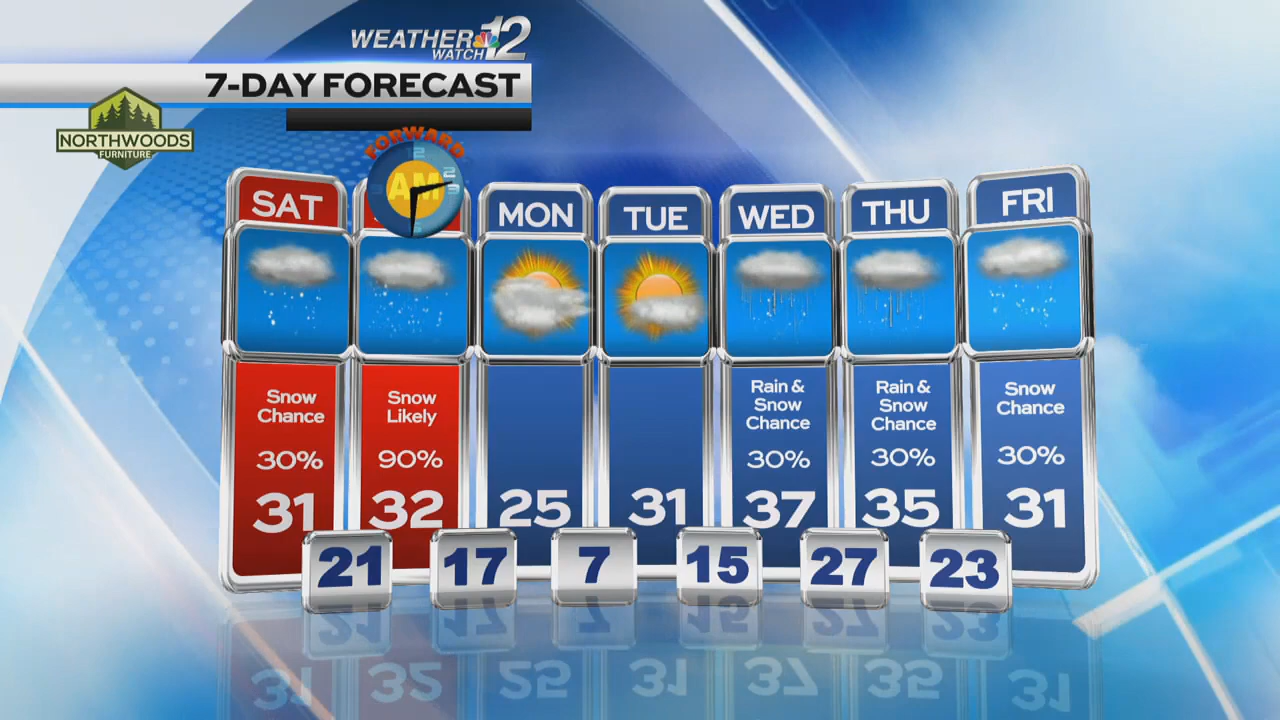 WEATHER 12
WATCH
7-DAY FORECAST
NORTHWOODS
FURNITURE
FORWARD
12
AM
SAT
MON
TUE
WED
THU
FRI
Snow
Chance
30%
31
Snow
Likely
90%
32
25
31
Rain &
Snow
Chance
30%
37
Rain &
Snow
Chance
30%
35
Snow
Chance
30%
31
21
17
7
15
27
23